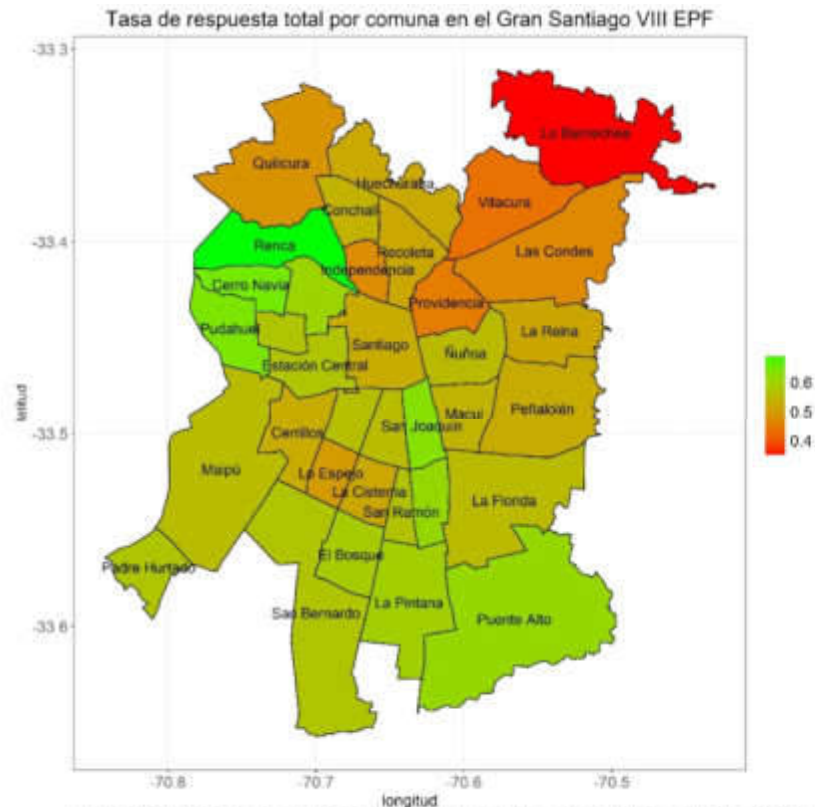 Tasa de respuesta total por comuna en el Gran Santiago VIII EPF
-33.3
La Barnechea
Quilicura
Huechuraba
Vitacura
Conchalí
-33.4
Renca
Recoleta
Las Condes
Independencia
Cerro Navia
Providencia
Pudahuel
La Reina
Santiago
Ñuñoa
Estación Central
0.6
latitud
Macul
Peñalolén
0.5
San Joaquín
Cerrillos
0.4
-33.5
Maipú
Lo Espejo
La Cisterna
La Florida
San Ramón
El Bosque
Padre Hurtado
La Pintana
San Bernardo
Puente Alto
-33.6
-70.8
-70.7
-70.6
-70.5
longitud